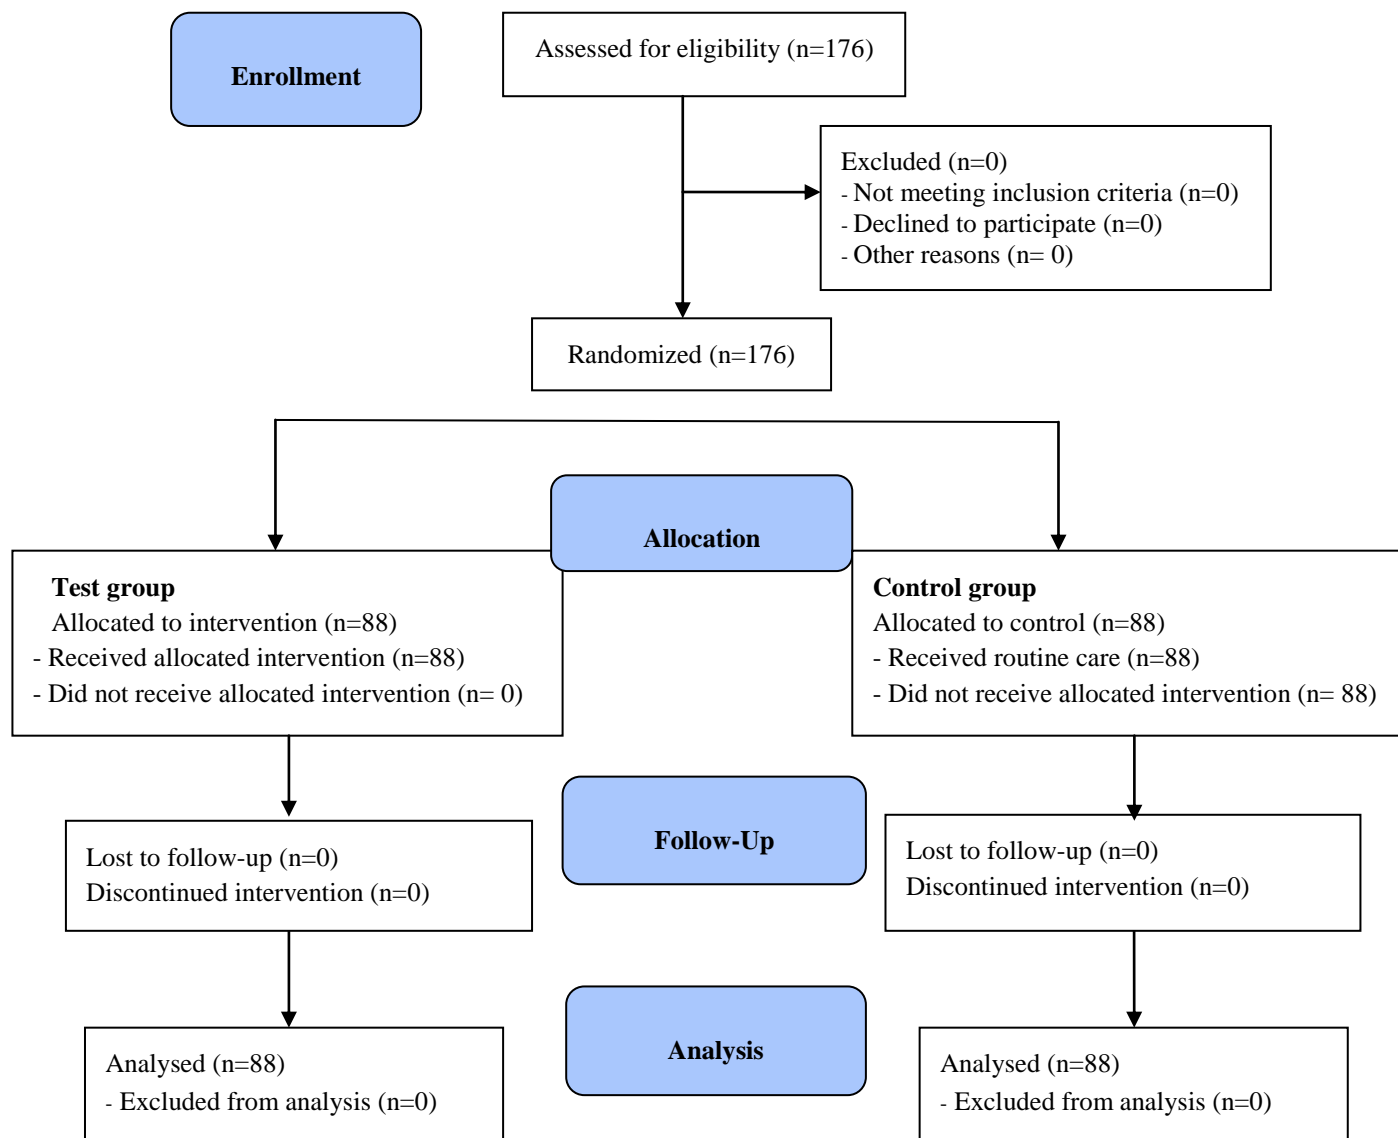 Enrollment
Assessed for eligibility (n=176)
Excluded (n=0)
- Not meeting inclusion criteria (n=0)
- Declined to participate (n=0)
- Other reasons (n= 0)
Randomized (n=176)
Allocation
Test group
Allocated to intervention (n=88)
- Received allocated intervention (n=88)
- Did not receive allocated intervention (n= 0)
Control group
Allocated to control (n=88)
- Received routine care (n=88)
- Did not receive allocated intervention (n= 88)
Follow-Up
Lost to follow-up (n=0)
Discontinued intervention (n=0)
Lost to follow-up (n=0)
Discontinued intervention (n=0)
Analysis
Analysed (n=88)
- Excluded from analysis (n=0)
Analysed (n=88)
- Excluded from analysis (n=0)